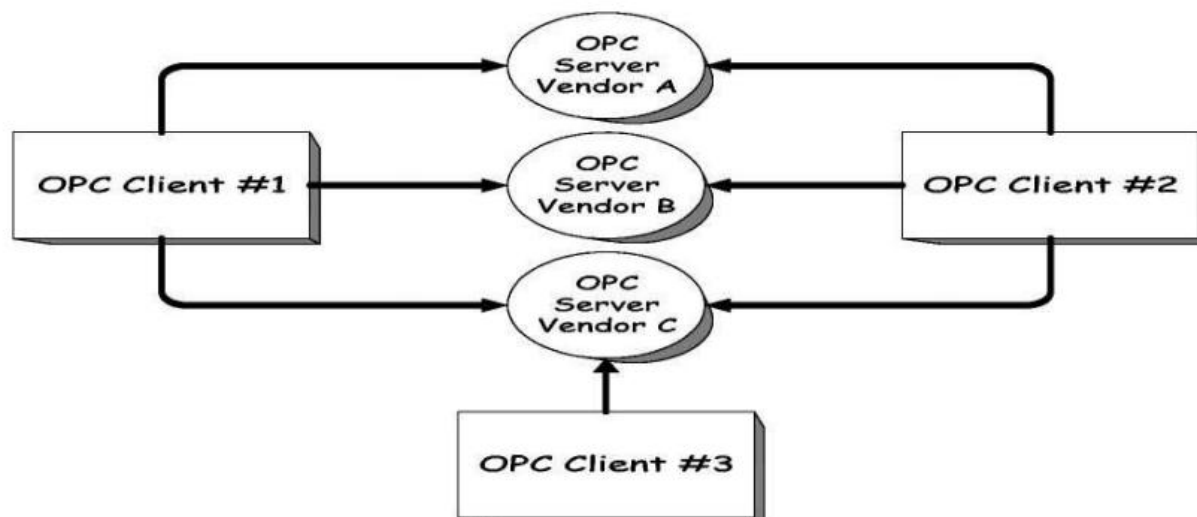 OPC
Server
Vendor A
OPC Client #1
OPC
Server
Vendor B
OPC Client #2
OPC
Server
Vendor C
OPC Client #3